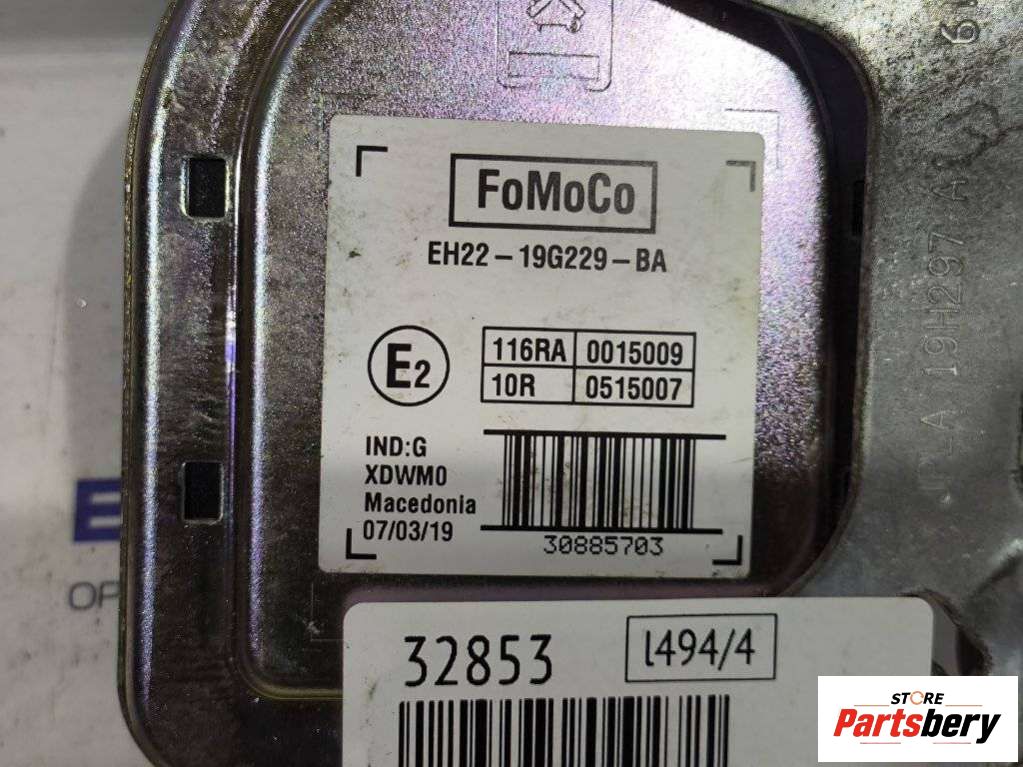 FoMoCo
EH22-19G229-BA
E2
116RA 0015009
10R 0515007
IND:G
XDWM0
Macedonia
07/03/19
30885703
19H297
32853
l494/4
STORE
Partsbery